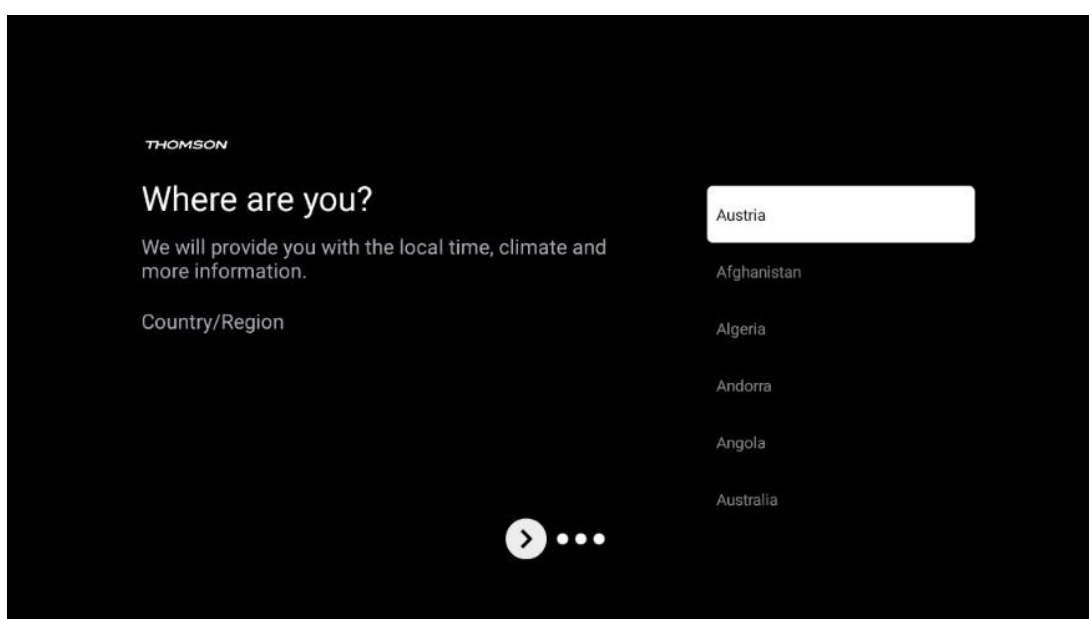 THOMSON
Where are you?
We will provide you with the local time, climate and
more information.
Country/Region
Austria
Afghanistan
Algeria
Andorra
Angola
Australia